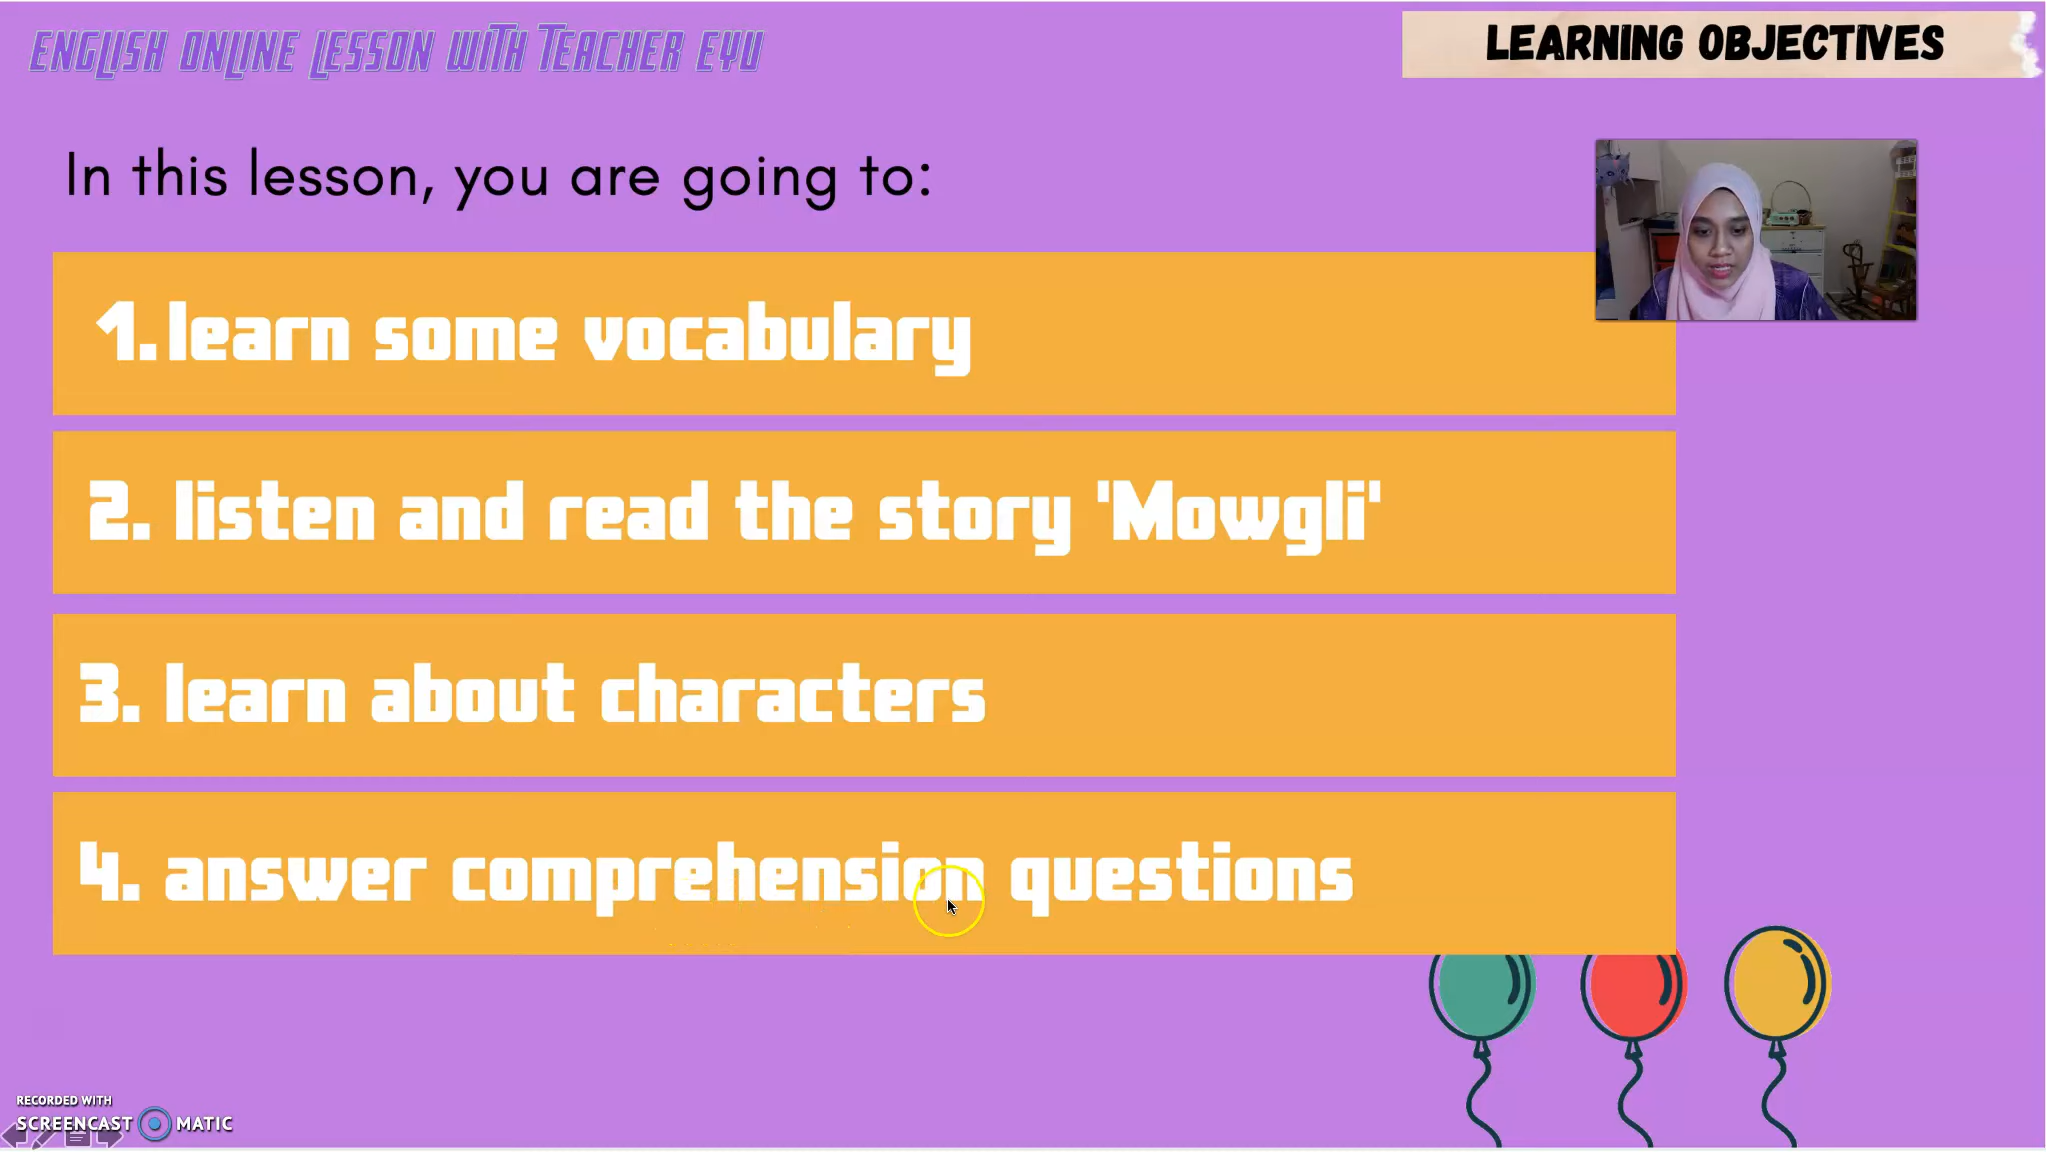 ENGLISH ONLINE LESSON WITH TEACHER EYU
LEARNING OBJECTIVES
In this lesson, you are going to:
1. learn some vocabulary
2. listen and read the story 'Mowgli'
3. learn about characters
4. answer comprehension questions
RECORDED WITH
SCREENCAST MATIC